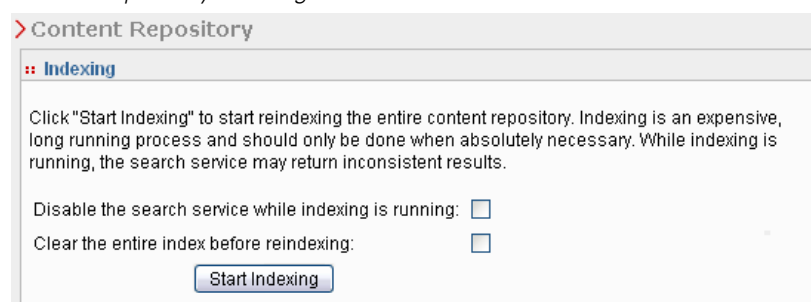 Content Repository
Indexing
Click "Start Indexing" to start reindexing the entire content repository. Indexing is an expensive,
long running process and should only be done when absolutely necessary. While indexing is
running, the search service may return inconsistent results.
Disable the search service while indexing is running:
Clear the entire index before reindexing:
Start Indexing